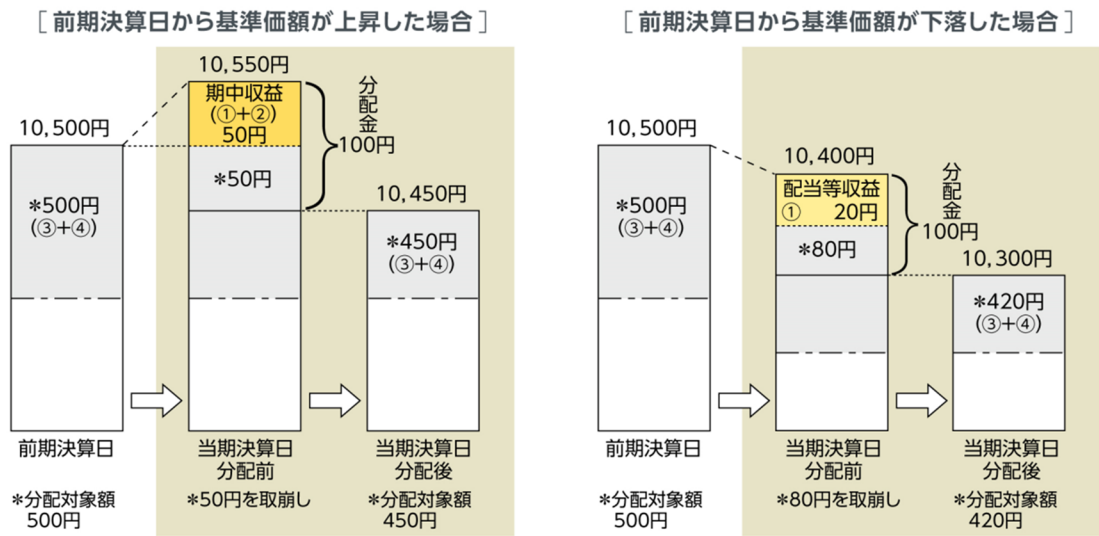 [前期決算日から基準価額が上昇した場合]
10,550円
期中収益
(①+②)
50円
分配金
100円
10,500円
*50円
10,450円
*500円
(③+④)
*450円
(③+④)
前期決算日
当期決算日
分配前
当期決算日
分配後
*分配対象額
500円
*50円を取崩し
*分配対象額
450円
[前期決算日から基準価額が下落した場合]
10,500円
10,400円
配当等収益
① 20円
分配金
100円
*500円
(③+④)
*80円
10,300円
*420円
(③+④)
前期決算日
当期決算日
分配前
当期決算日
分配後
*分配対象額
500円
*80円を取崩し
*分配対象額
420円